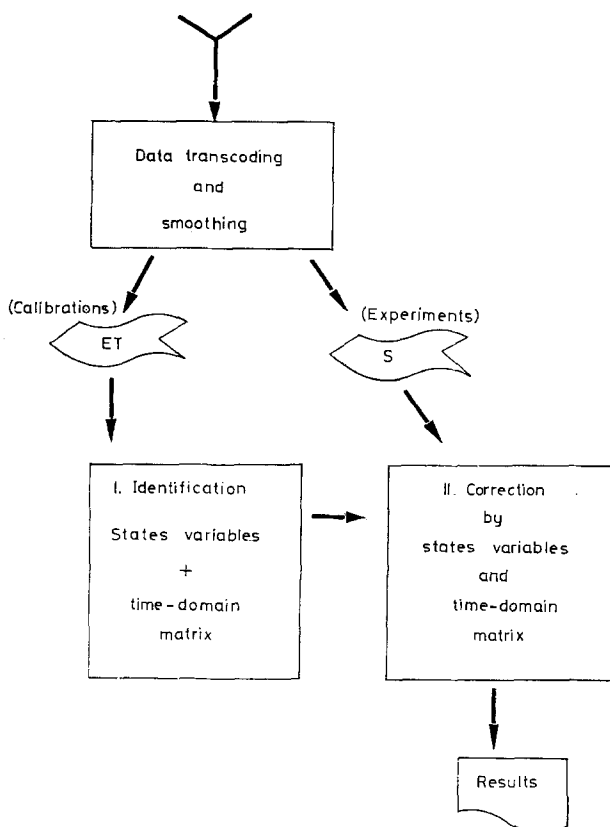 Data transcoding
and
smoothing
(Calibrations)
(Experiments)
ET
S
I. Identification
States variables
+
time-domain
matrix
II. Correction
by
states variables
and
time-domain
matrix
Results